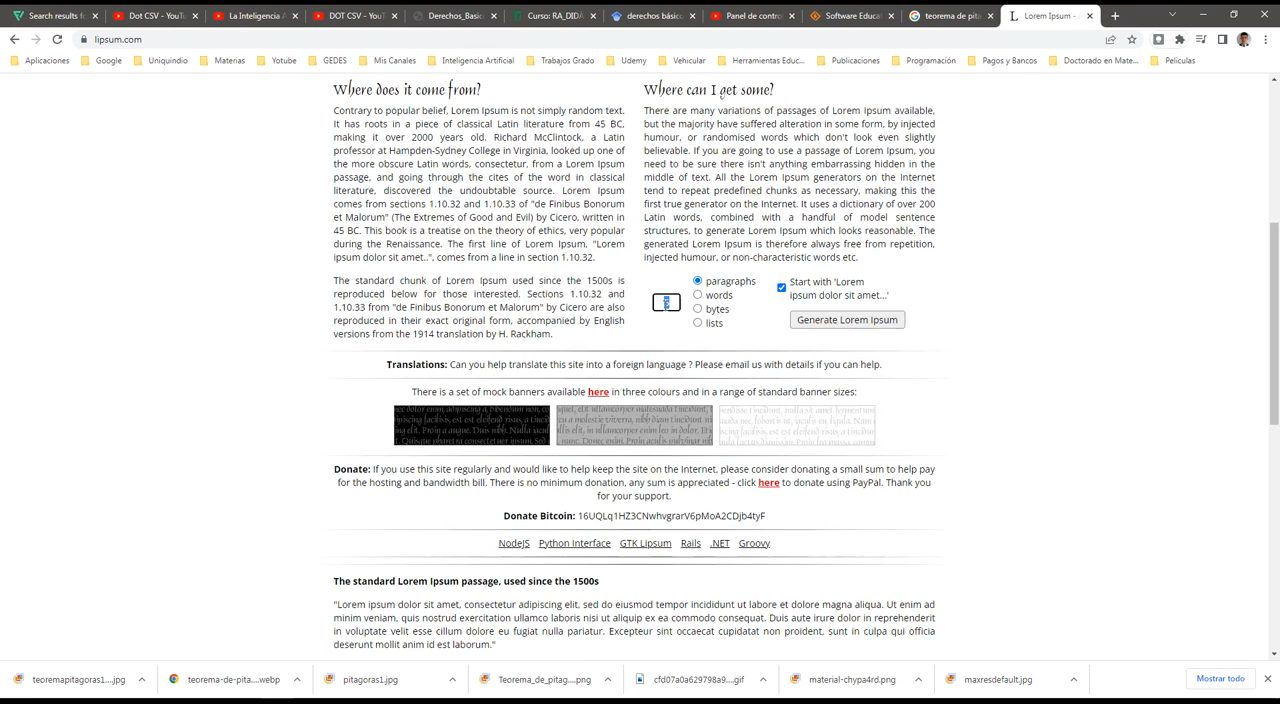 Search results fo
Dot CSV - YouTu
La Inteligencia A
DOT CSV - YouT
Derechos_Basic
Curso: RA_DIDÁ
derechos básico
Panel de contro
Software Educat
teorema de pita
Lorem Ipsum - A
lipsum.com
Aplicaciones
Google
Uniquindio
Materias
Yotube
GEDES
Mis Canales
Inteligencia Artificial
Trabajos Grado
Udemy
Vehicular
Herramientas Educ...
Publicaciones
Programación
Pagos y Bancos
Doctorado en Mate...
Peliculas
Where does it come from?
Contrary to popular belief, Lorem Ipsum is not simply random text.
It has roots in a piece of classical Latin literature from 45 BC,
making it over 2000 years old. Richard McClintock, a Latin
professor at Hampden-Sydney College in Virginia, looked up one of
the more obscure Latin words, consectetur, from a Lorem Ipsum
passage, and going through the cites of the word in classical
literature, discovered the undoubtable source. Lorem Ipsum
comes from sections 1.10.32 and 1.10.33 of "de Finibus Bonorum
et Malorum" (The Extremes of Good and Evil) by Cicero, written in
45 BC. This book is a treatise on the theory of ethics, very popular
during the Renaissance. The first line of Lorem Ipsum, "Lorem
ipsum dolor sit amet..", comes from a line in section 1.10.32.
The standard chunk of Lorem Ipsum used since the 1500s is
reproduced below for those interested. Sections 1.10.32 and
1.10.33 from "de Finibus Bonorum et Malorum" by Cicero are also
reproduced in their exact original form, accompanied by English
versions from the 1914 translation by H. Rackham.
Where can I get some?
There are many variations of passages of Lorem Ipsum available,
but the majority have suffered alteration in some form, by injected
humour, or randomised words which don't look even slightly
believable. If you are going to use a passage of Lorem Ipsum, you
need to be sure there isn't anything embarrassing hidden in the
middle of text. All the Lorem Ipsum generators on the Internet
tend to repeat predefined chunks as necessary, making this the
first true generator on the Internet. It uses a dictionary of over 200
Latin words, combined with a handful of model sentence
structures, to generate Lorem Ipsum which looks reasonable. The
generated Lorem Ipsum is therefore always free from repetition,
injected humour, or non-characteristic words etc.
paragraphs
words
bytes
lists
Start with 'Lorem
ipsum dolor sit amet...'
Generate Lorem Ipsum
Translations: Can you help translate this site into a foreign language ? Please email us with details if you can help.
There is a set of mock banners available here in three colours and in a range of standard banner sizes:
Donate: If you use this site regularly and would like to help keep the site on the Internet, please consider donating a small sum to help pay
for the hosting and bandwidth bill. There is no minimum donation, any sum is appreciated - click here to donate using PayPal. Thank you
for your support.
Donate Bitcoin: 16UQLq1HZ3CNwhvgrarV6pMoA2CDjb4tyF
NodeJS Python Interface GTK Lipsum Rails .NET Groovy
The standard Lorem Ipsum passage, used since the 1500s
"Lorem ipsum dolor sit amet, consectetur adipiscing elit, sed do eiusmod tempor incididunt ut labore et dolore magna aliqua. Ut enim ad
minim veniam, quis nostrud exercitation ullamco laboris nisi ut aliquip ex ea commodo consequat. Duis aute irure dolor in reprehenderit
in voluptate velit esse cillum dolore eu fugiat nulla pariatur. Excepteur sint occaecat cupidatat non proident, sunt in culpa qui officia
deserunt mollit anim id est laborum."
teoremapitagoras1....jpg
teorema-de-pita....webp
pitagoras1.jpg
Teorema_de_pitag....png
cfd07a0a629798a9....gif
material-chypa4rd.png
maxresdefault.jpg
Mostrar todo